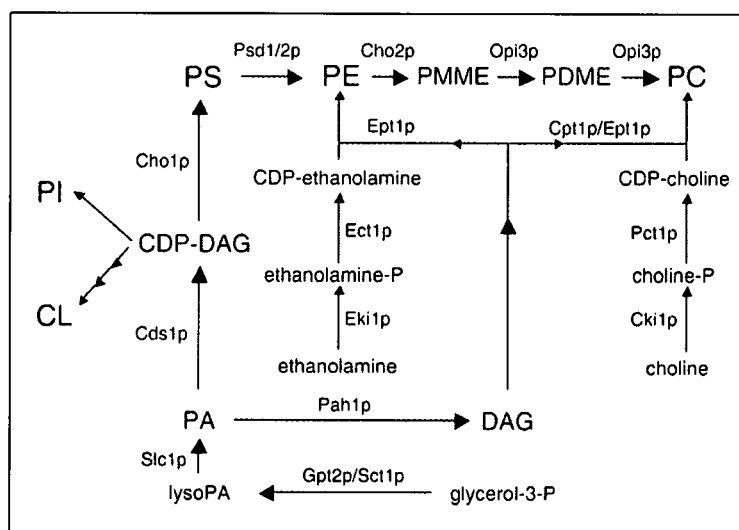 Psd1/2p Cho2p Opi3p Opi3p
PS PE PMME PDME PC
Ept1p Cpt1p/Ept1p
Cho1p
CDP-ethanolamine CDP-choline
PI
Ect1p Pct1p
CDP-DAG
ethanolamine-P choline-P
CL
Cds1p Eki1p Cki1p
ethanolamine choline
Pah1p
PA DAG
Slc1p
Gpt2p/Sct1p
lysoPA glycerol-3-P